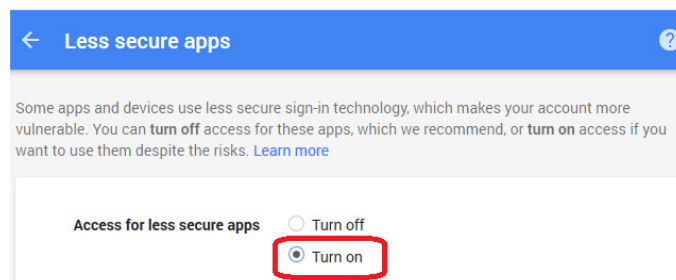 Less secure apps
Some apps and devices use less secure sign-in technology, which makes your account more
vulnerable. You can turn off access for these apps, which we recommend, or turn on access if you
want to use them despite the risks. Learn more
Access for less secure apps
Turn off
Turn on